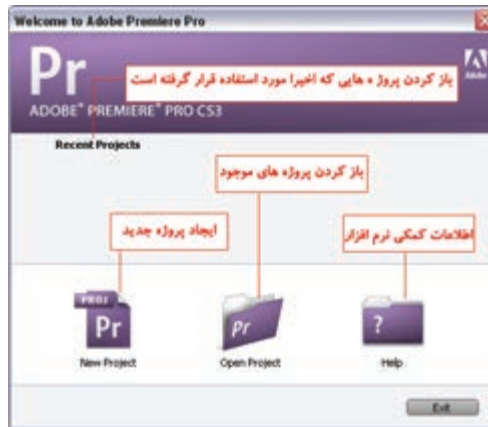 Welcome to Adobe Premiere Pro
Pr
Adobe
باز کردن پروژه هایی که اخیرا مورد استفاده قرار گرفته است
ADOBE® PREMIERE® PRO CS3
Recent Projects
باز کردن پروژه های موجود
ایجاد پروژه جدید
اطلاعات کمکی نرم افزار
PROJ
Pr
Pr
?
New Project
Open Project
Help
Exit